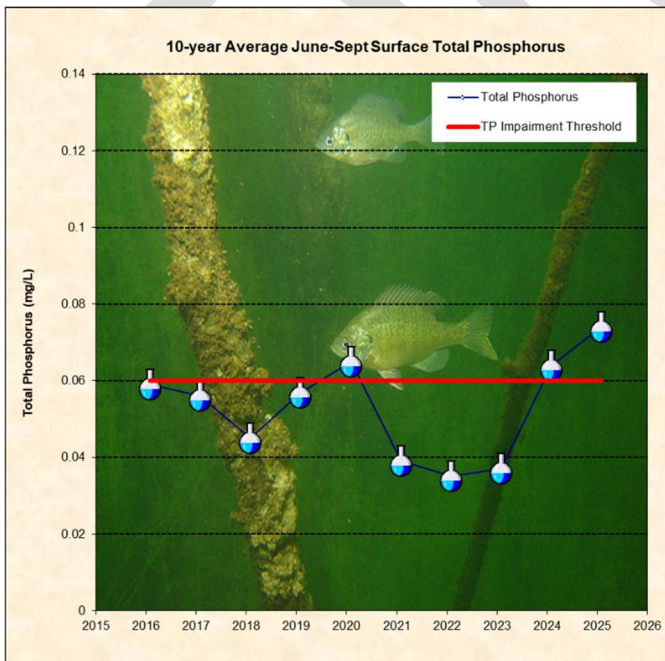 10-year Average June-Sept Surface Total Phosphorus
Total Phosphorus (mg/L)
0.14
0.12
0.1
0.08
0.06
0.04
0.02
0
Total Phosphorus
TP Impairment Threshold
2015 2016 2017 2018 2019 2020 2021 2022 2023 2024 2025 2026